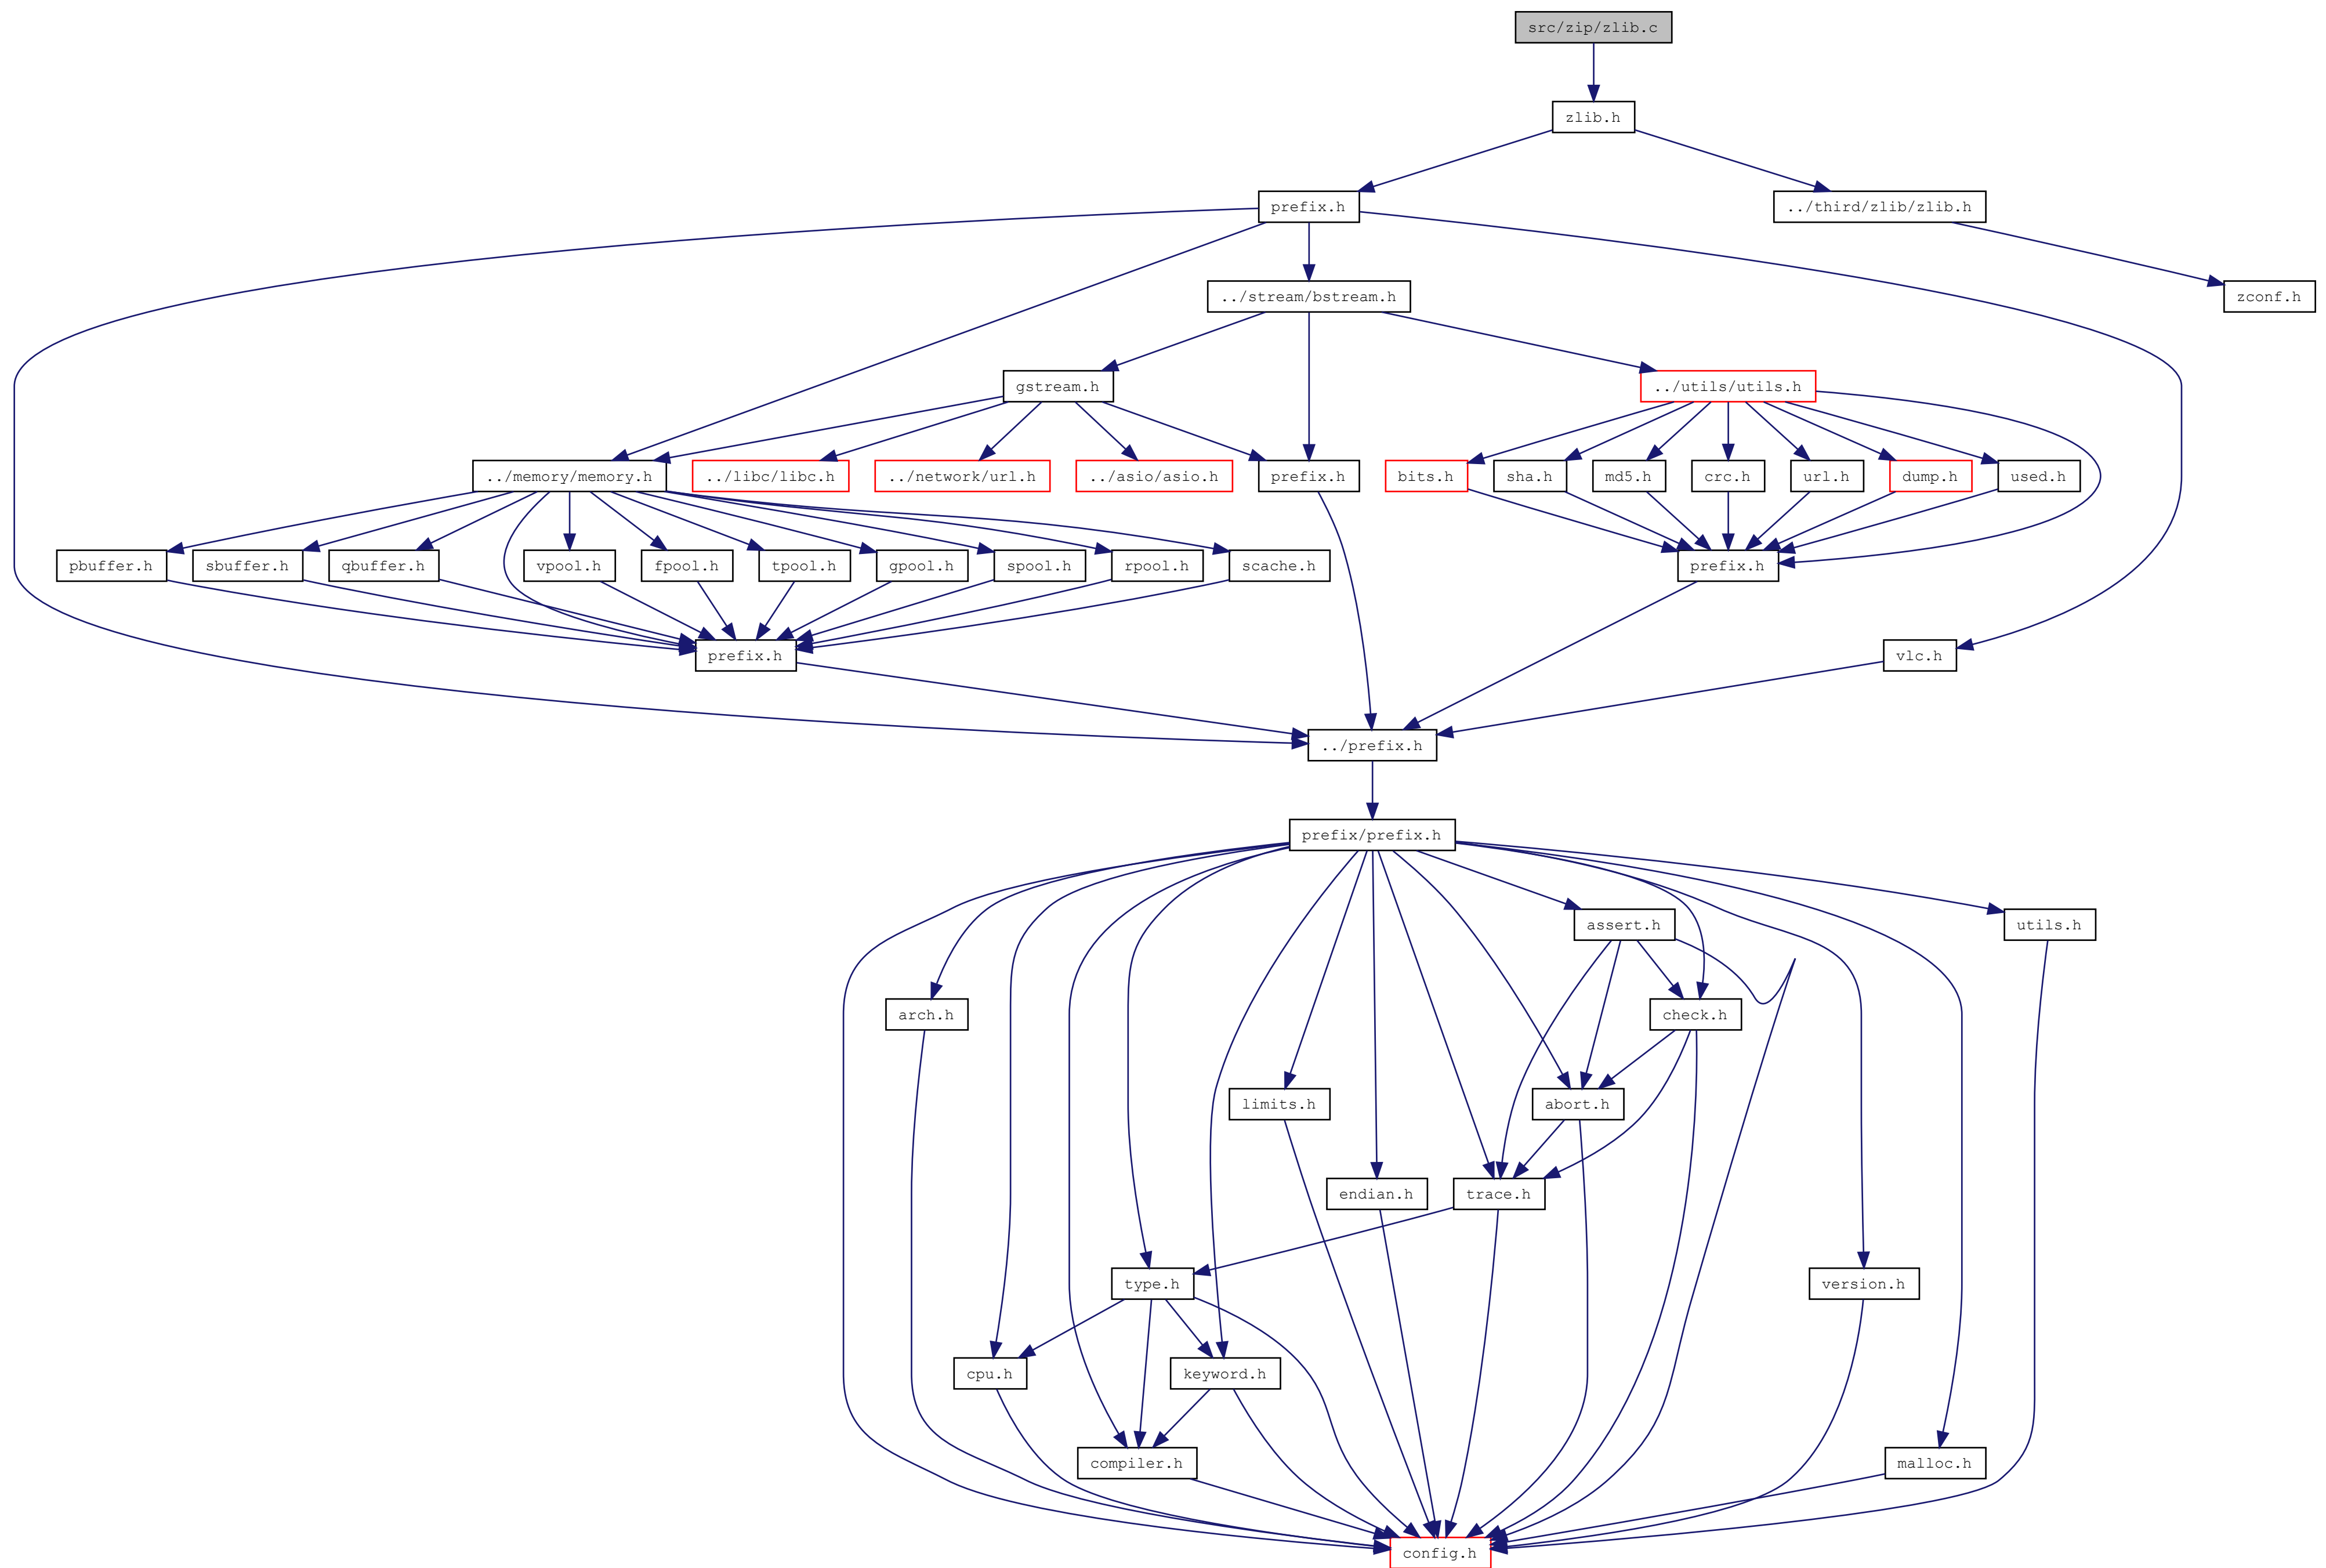 src/zip/zlib.c
zlib.h
prefix.h
../third/zlib/zlib.h
../stream/bstream.h
zconf.h
gstream.h
../utils/utils.h
../memory/memory.h
../libc/libc.h
../network/url.h
../asio/asio.h
prefix.h
bits.h
sha.h
md5.h
crc.h
url.h
dump.h
used.h
pbuffer.h
sbuffer.h
qbuffer.h
vpool.h
fpool.h
tpool.h
gpool.h
spool.h
rpool.h
scache.h
prefix.h
prefix.h
vlc.h
../prefix.h
prefix/prefix.h
assert.h
utils.h
arch.h
check.h
limits.h
abort.h
endian.h
trace.h
type.h
version.h
cpu.h
keyword.h
compiler.h
malloc.h
config.h